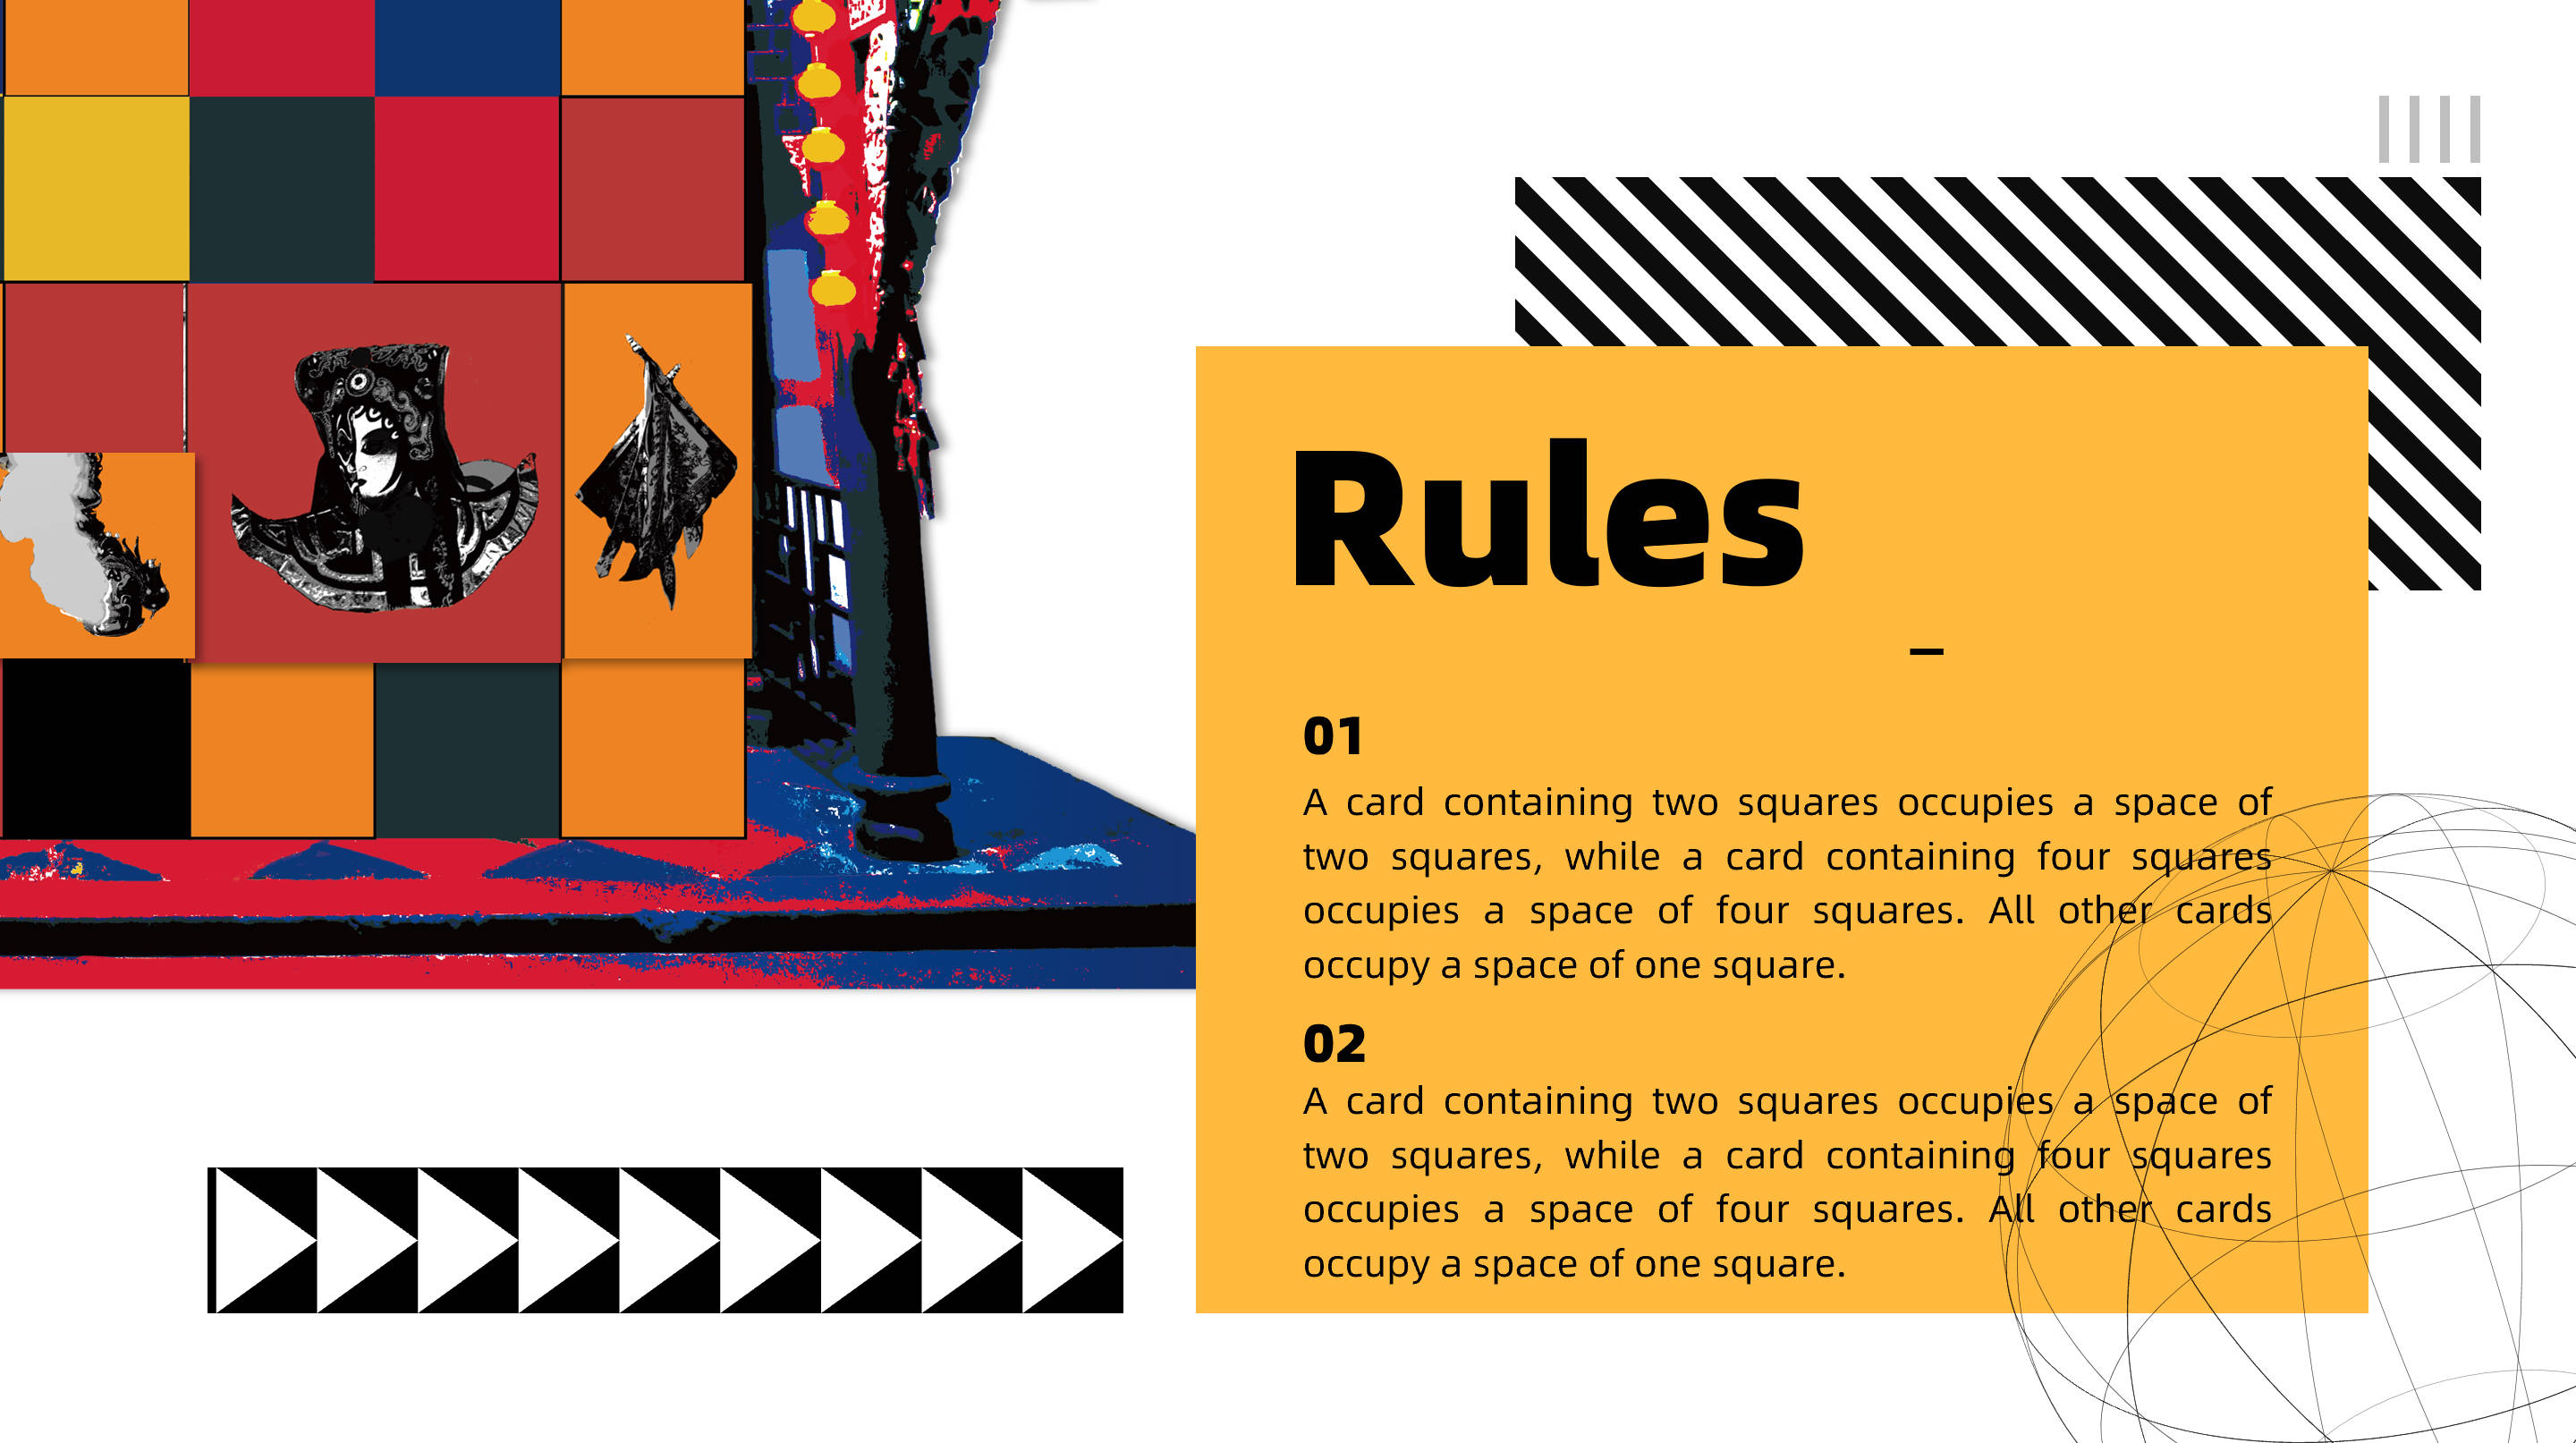 Rules
01
A card containing two squares occupies a space of
two squares, while a card containing four squares
occupies a space of four squares. All other cards
occupy a space of one square.
02
A card containing two squares occupies a space of
two squares, while a card containing four squares
occupies a space of four squares. All other cards
occupy a space of one square.